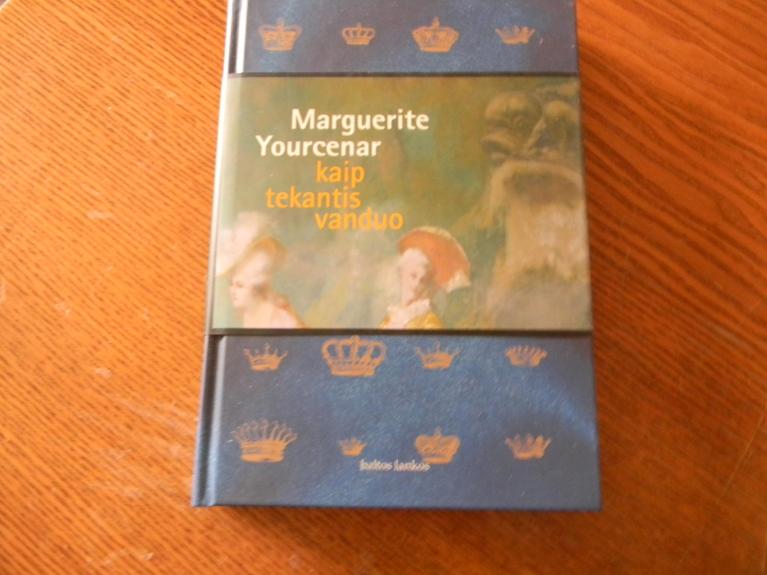 Marguerite
Yourcenar
kaip
tekantis
vanduo
baltos lankos